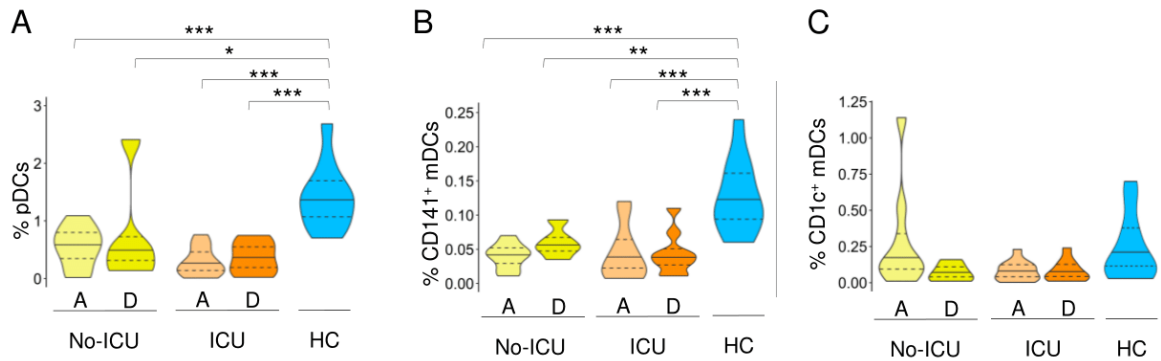 A
***
*
***
***
% pDCs
3
2
1
0
A D A D
No-ICU ICU HC
B
***
**
***
***
% CD141+ mDCs
0.25
0.20
0.15
0.10
0.05
0.00
A D A D
No-ICU ICU HC
C
% CD1c+ mDCs
1.25
1.00
0.75
0.50
0.25
0.00
A D A D
No-ICU ICU HC